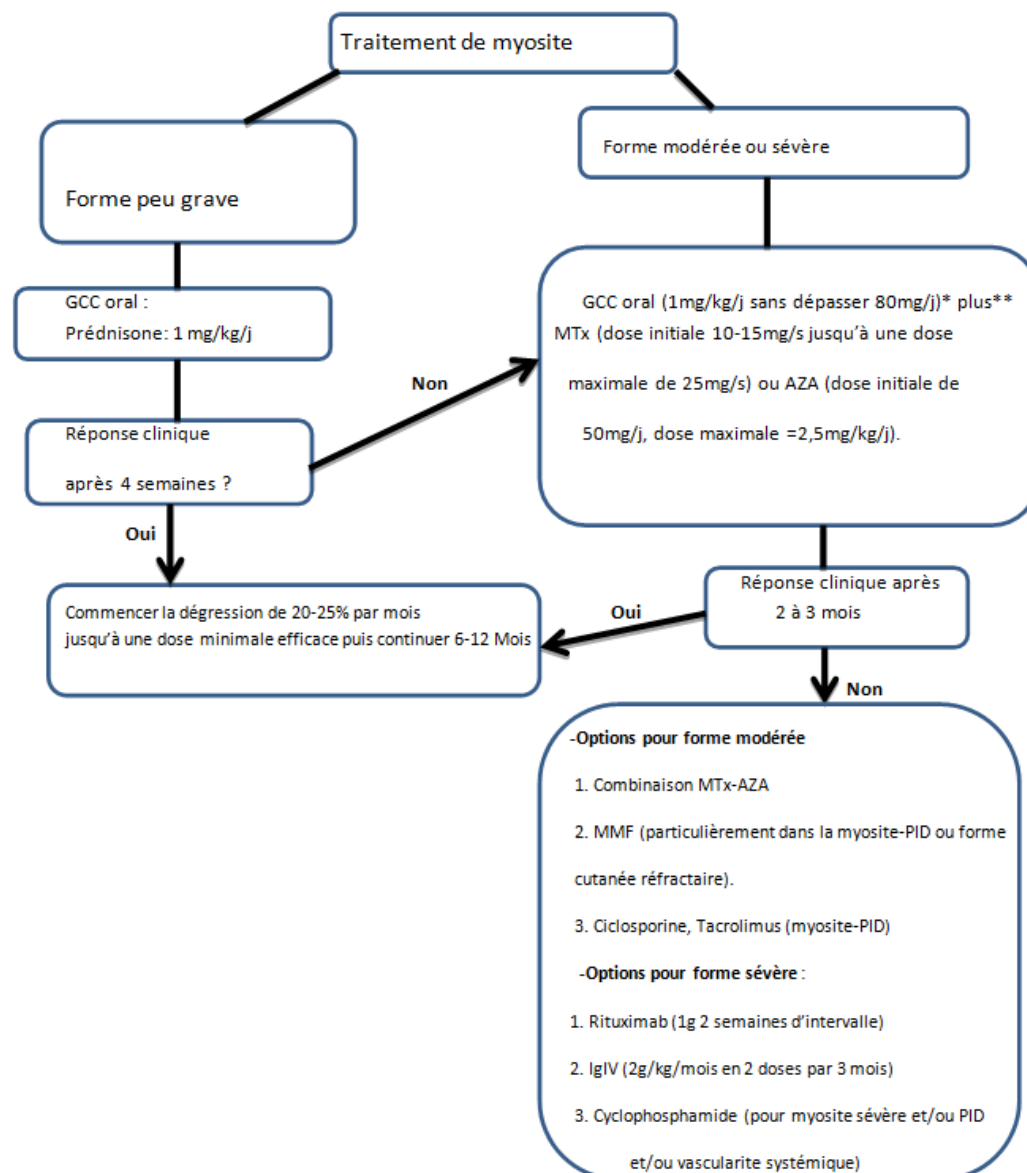 Traitement de myosite
Forme peu grave
Forme modérée ou sévère
GCC oral :
Prédnisone: 1 mg/kg/j
GCC oral (1mg/kg/j sans dépasser 80mg/j)* plus**
MTx (dose initiale 10-15mg/s jusqu’à une dose
maximale de 25mg/s) ou AZA (dose initiale de
50mg/j, dose maximale =2,5mg/kg/j).
Non
Réponse clinique
après 4 semaines ?
Oui
Réponse clinique après
2 à 3 mois
Oui
Commencer la dégression de 20-25% par mois
jusqu’à une dose minimale efficace puis continuer 6-12 Mois
Non
-Options pour forme modérée
1. Combinaison MTx-AZA
2. MMF (particulièrement dans la myosite-PID ou forme
cutanée réfractaire).
3. Ciclosporine, Tacrolimus (myosite-PID)
-Options pour forme sévère :
1. Rituximab (1g 2 semaines d’intervalle)
2. IgIV (2g/kg/mois en 2 doses par 3 mois)
3. Cyclophosphamide (pour myosite sévère et/ou PID
et/ou vascularite systémique)